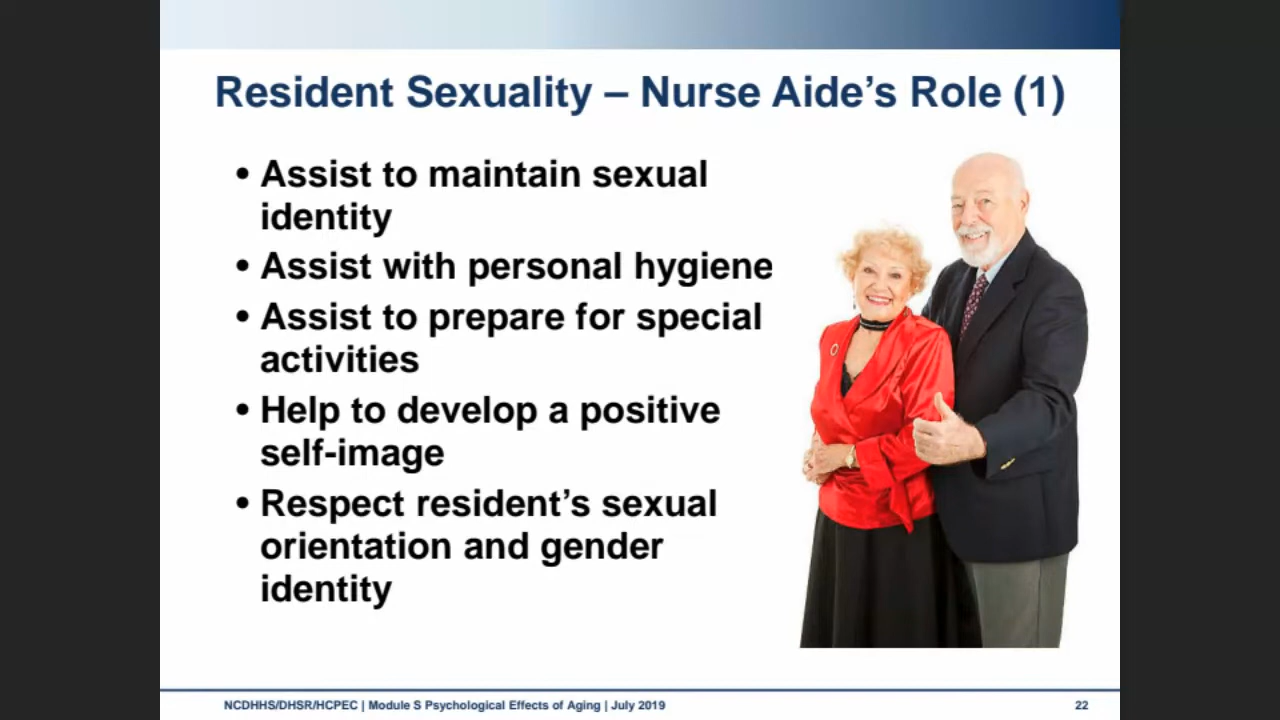 Resident Sexuality – Nurse Aide's Role (1)
• Assist to maintain sexual
identity
• Assist with personal hygiene
• Assist to prepare for special
activities
• Help to develop a positive
self-image
• Respect resident's sexual
orientation and gender
identity
NCDHHS/DHSR/HCPEC | Module S Psychological Effects of Aging | July 2019
22